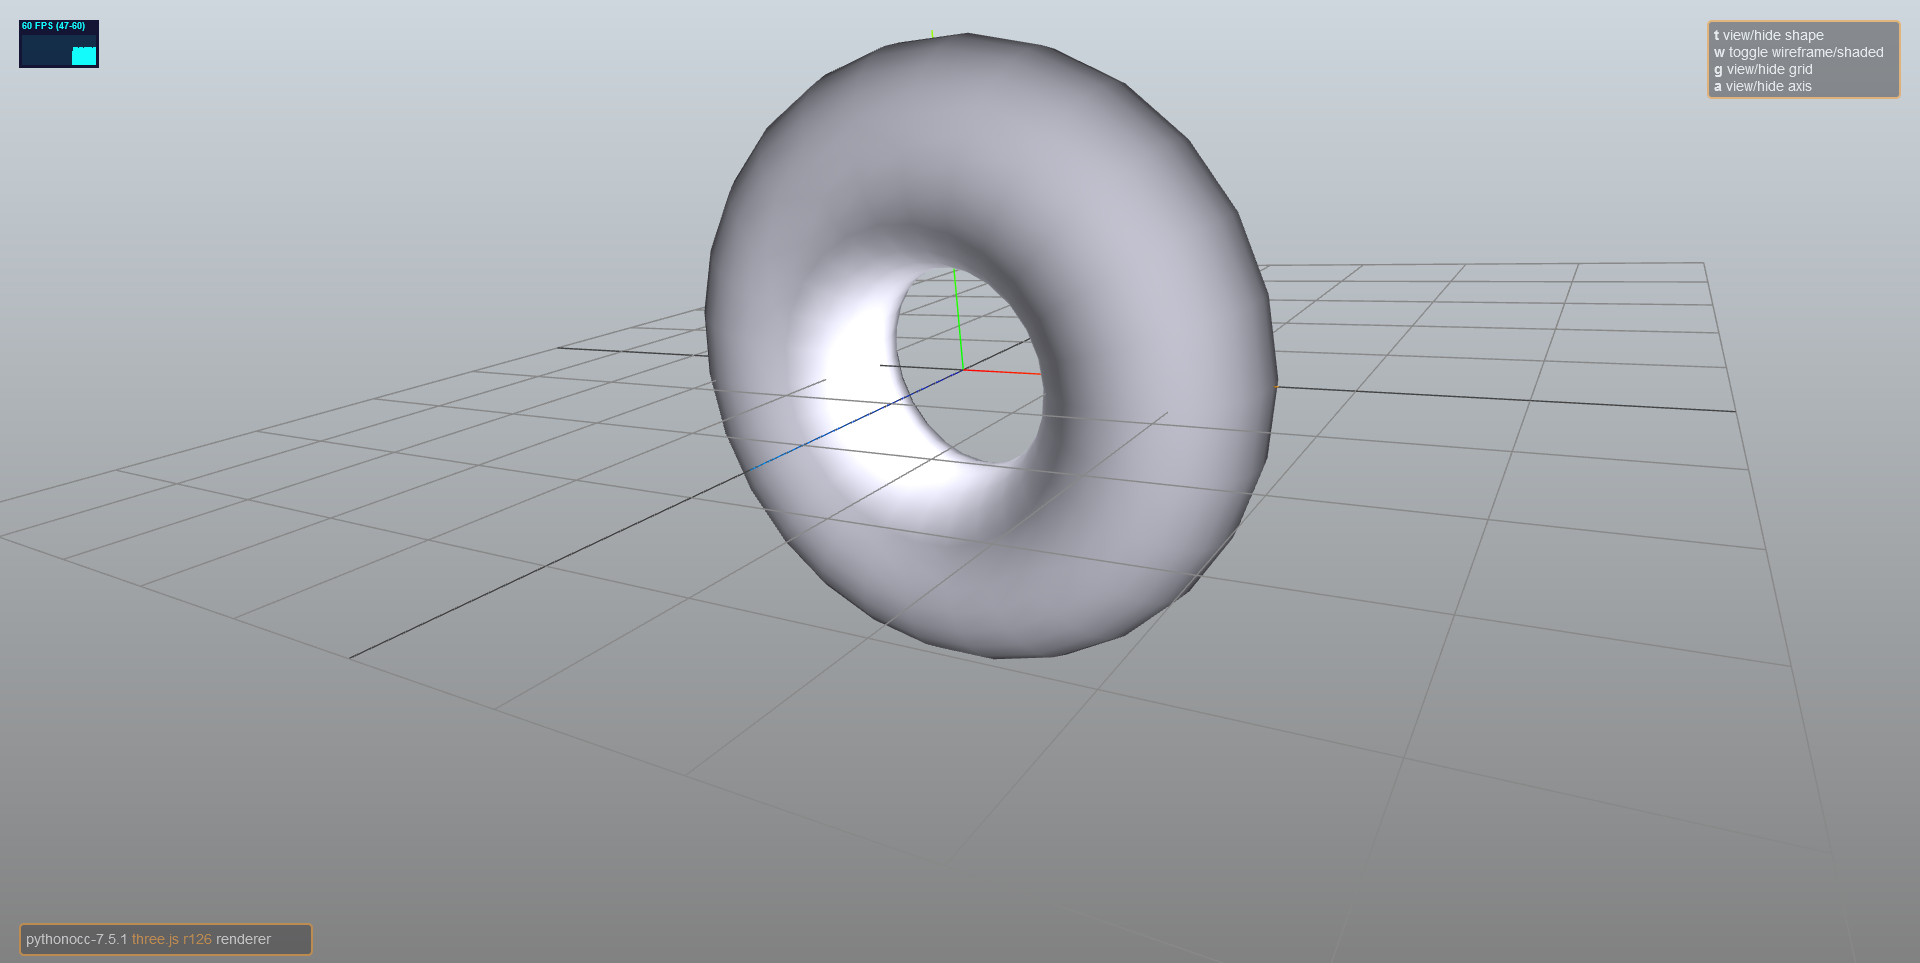 60 FPS (47-60)
t view/hide shape
w toggle wireframe/shaded
g view/hide grid
a view/hide axis
pythonocc-7.5.1 three.js r126 renderer